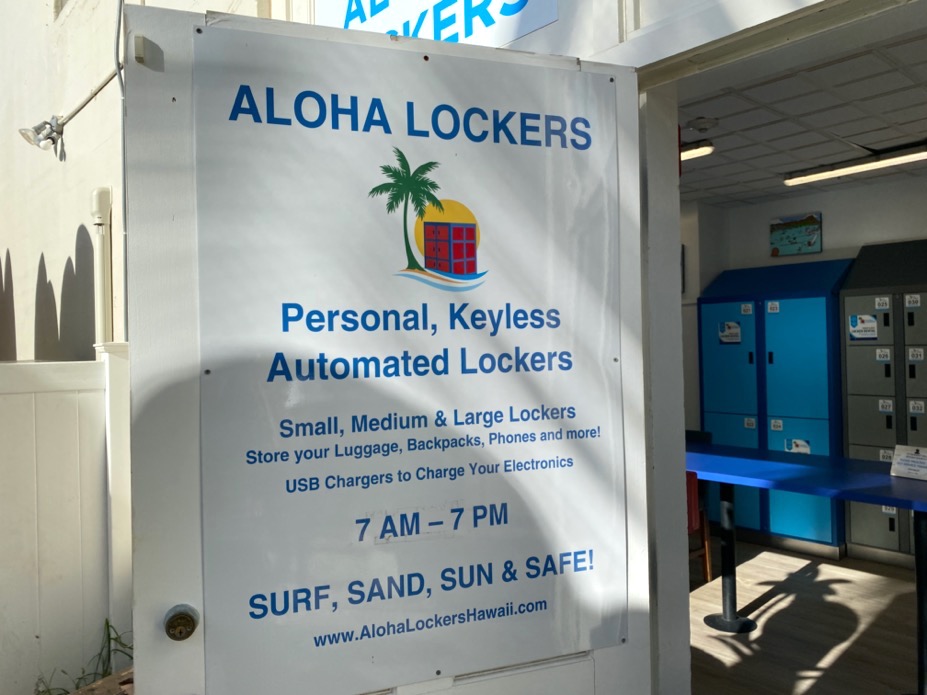 ALOHA LOCKERS
Personal, Keyless
Automated Lockers
Small, Medium & Large Lockers
Store your Luggage, Backpacks, Phones and more!
USB Chargers to Charge Your Electronics
7 AM – 7 PM
SURF, SAND, SUN & SAFE!
www.AlohaLockersHawaii.com